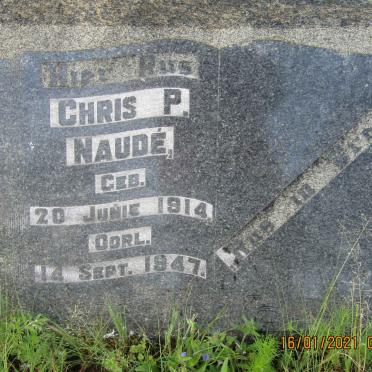 Hier Rus
Chris P.
Naudé,
Geb.
20 Junie 1914,
Oorl.
14 Sept. 1947.
16/01/2021